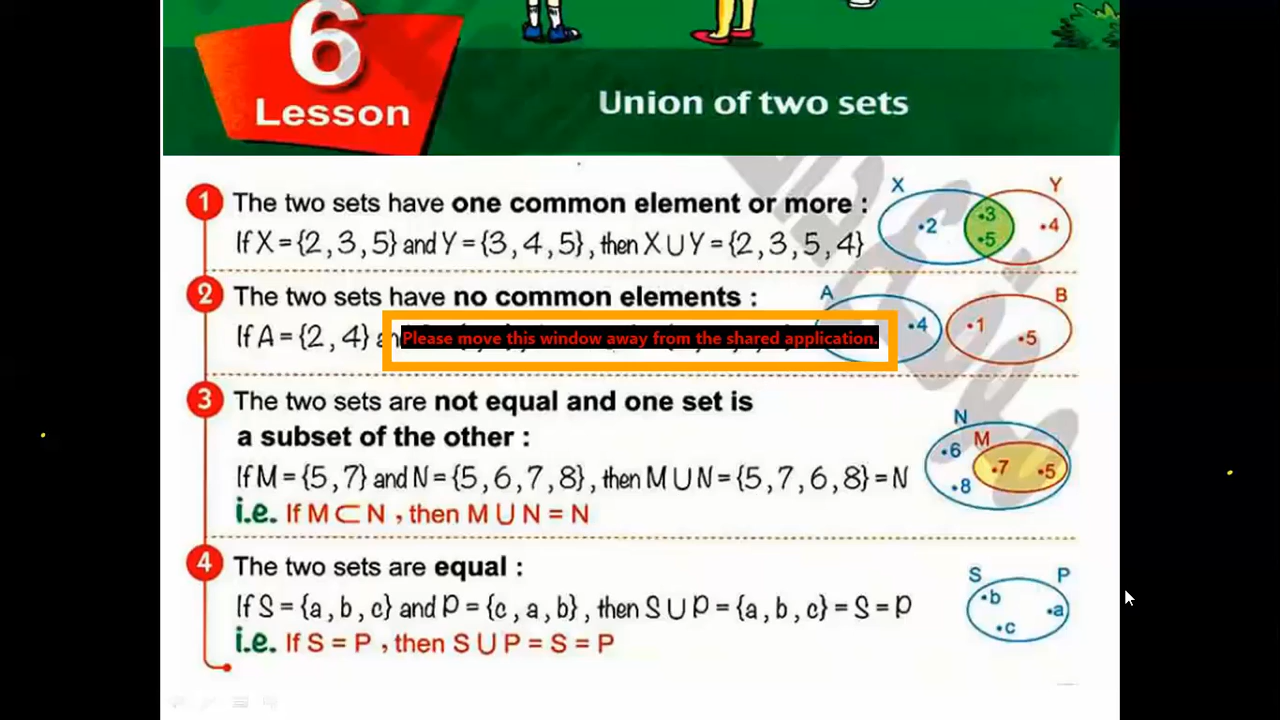 6
Lesson
Union of two sets
1 The two sets have one common element or more :
If X = {2 , 3 , 5} and Y = {3 , 4 , 5} , then X ∪ Y = {2 , 3 , 5 , 4}
X Y
•2 •3 •5 •4
2 The two sets have no common elements :
If A = {2 , 4}
Please move this window away from the shared application.
A B
•4 •1 •5
3 The two sets are not equal and one set is
a subset of the other :
If M = {5 , 7} and N = {5 , 6 , 7 , 8} , then M ∪ N = {5 , 7 , 6 , 8} = N
i.e. If M ⊂ N , then M ∪ N = N
N M
•6 •7 •5 •8
4 The two sets are equal :
If S = {a , b , c} and P = {c , a , b} , then S ∪ P = {a , b , c} = S = P
i.e. If S = P , then S ∪ P = S = P
S P
•b •a •c